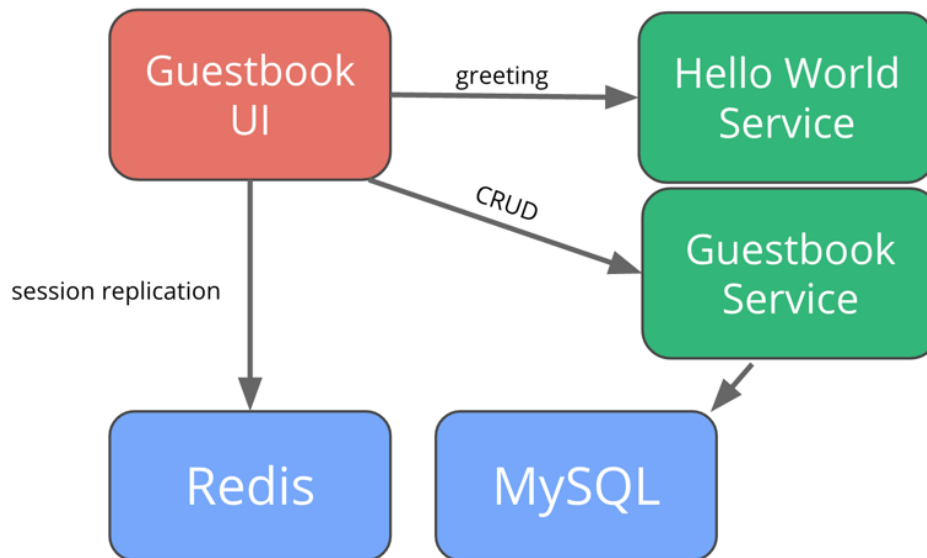 Guestbook
UI
greeting
Hello World
Service
CRUD
Guestbook
Service
session replication
Redis
MySQL